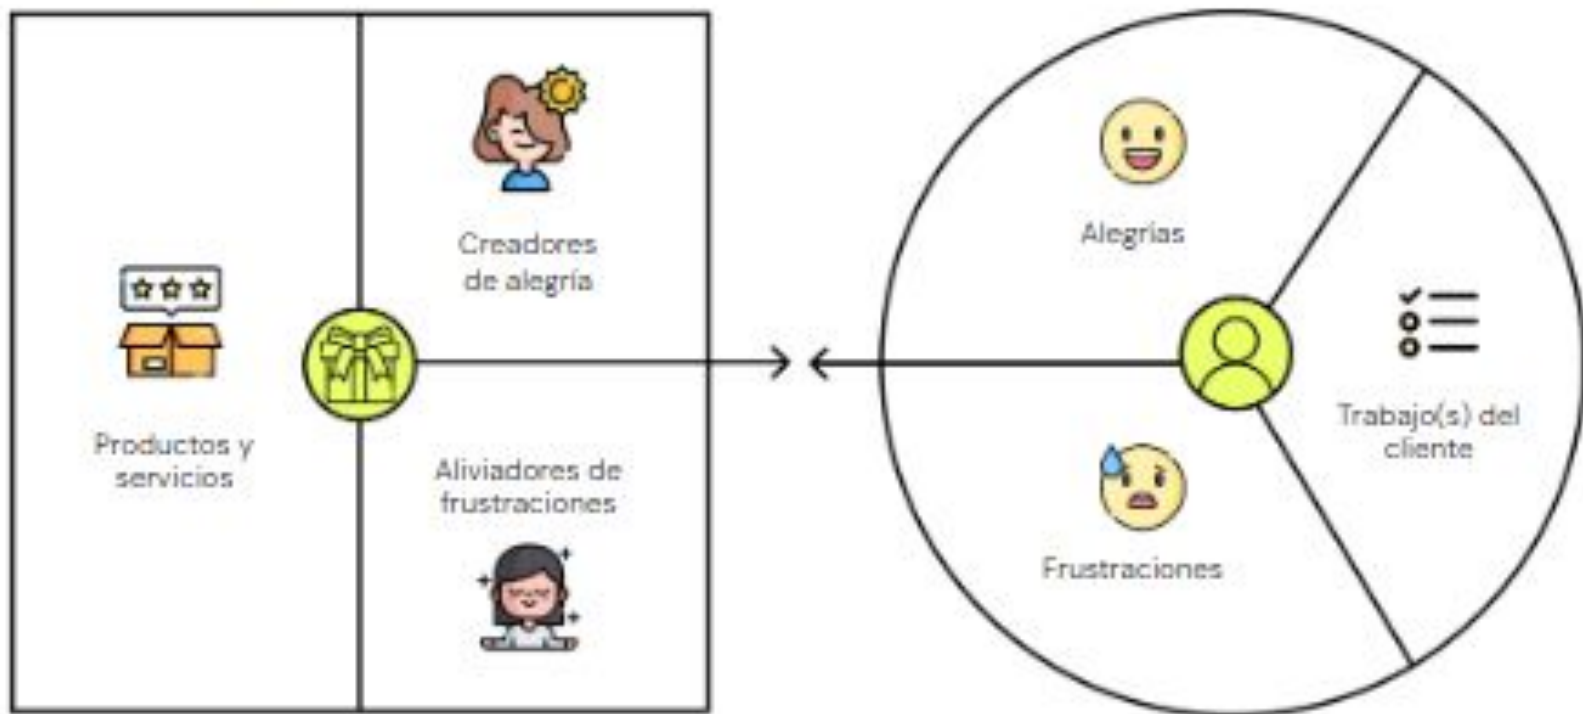 Creadores
de alegría
Productos y
servicios
Aliviadores de
frustraciones
Alegrías
Trabajo(s) del
cliente
Frustraciones